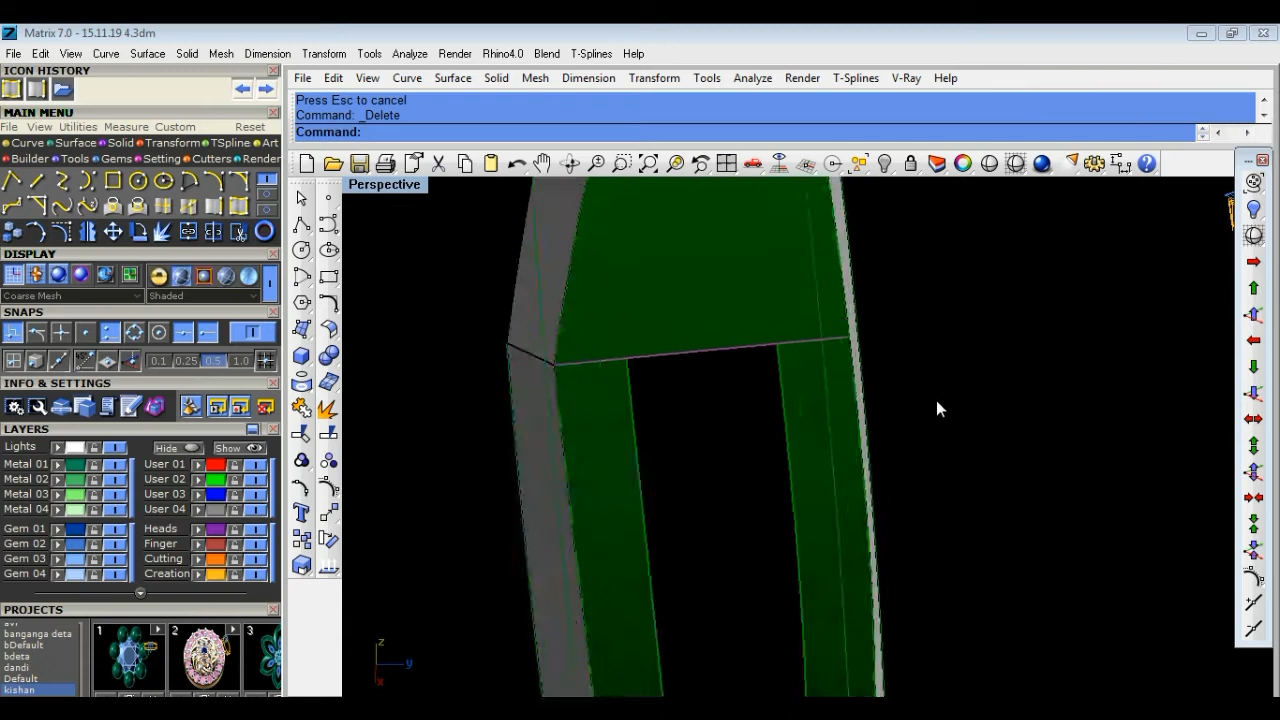 Matrix 7.0 - 15.11.19 4.3dm
File Edit View Curve Surface Solid Mesh Dimension Transform Tools Analyze Render Rhino4.0 Blend T-Splines Help
ICON HISTORY
MAIN MENU
File View Utilities Measure Custom Reset
Curve Surface Solid Transform TSpline Art
Builder Tools Gems Setting Cutters Render
DISPLAY
Coarse Mesh Shaded
SNAPS
0.1 0.25 0.5 1.0
INFO & SETTINGS
LAYERS
Lights Hide Show
Metal 01 User 01
Metal 02 User 02
Metal 03 User 03
Metal 04 User 04
Gem 01 Heads
Gem 02 Finger
Gem 03 Cutting
Gem 04 Creation
PROJECTS
banganga deta
bDefault
bdeta
dandi
Default
kishan
1 2 3
File Edit View Curve Surface Solid Mesh Dimension Transform Tools Analyze Render T-Splines V-Ray Help
Press Esc to cancel
Command: _Delete
Command:
Perspective
z
y
x